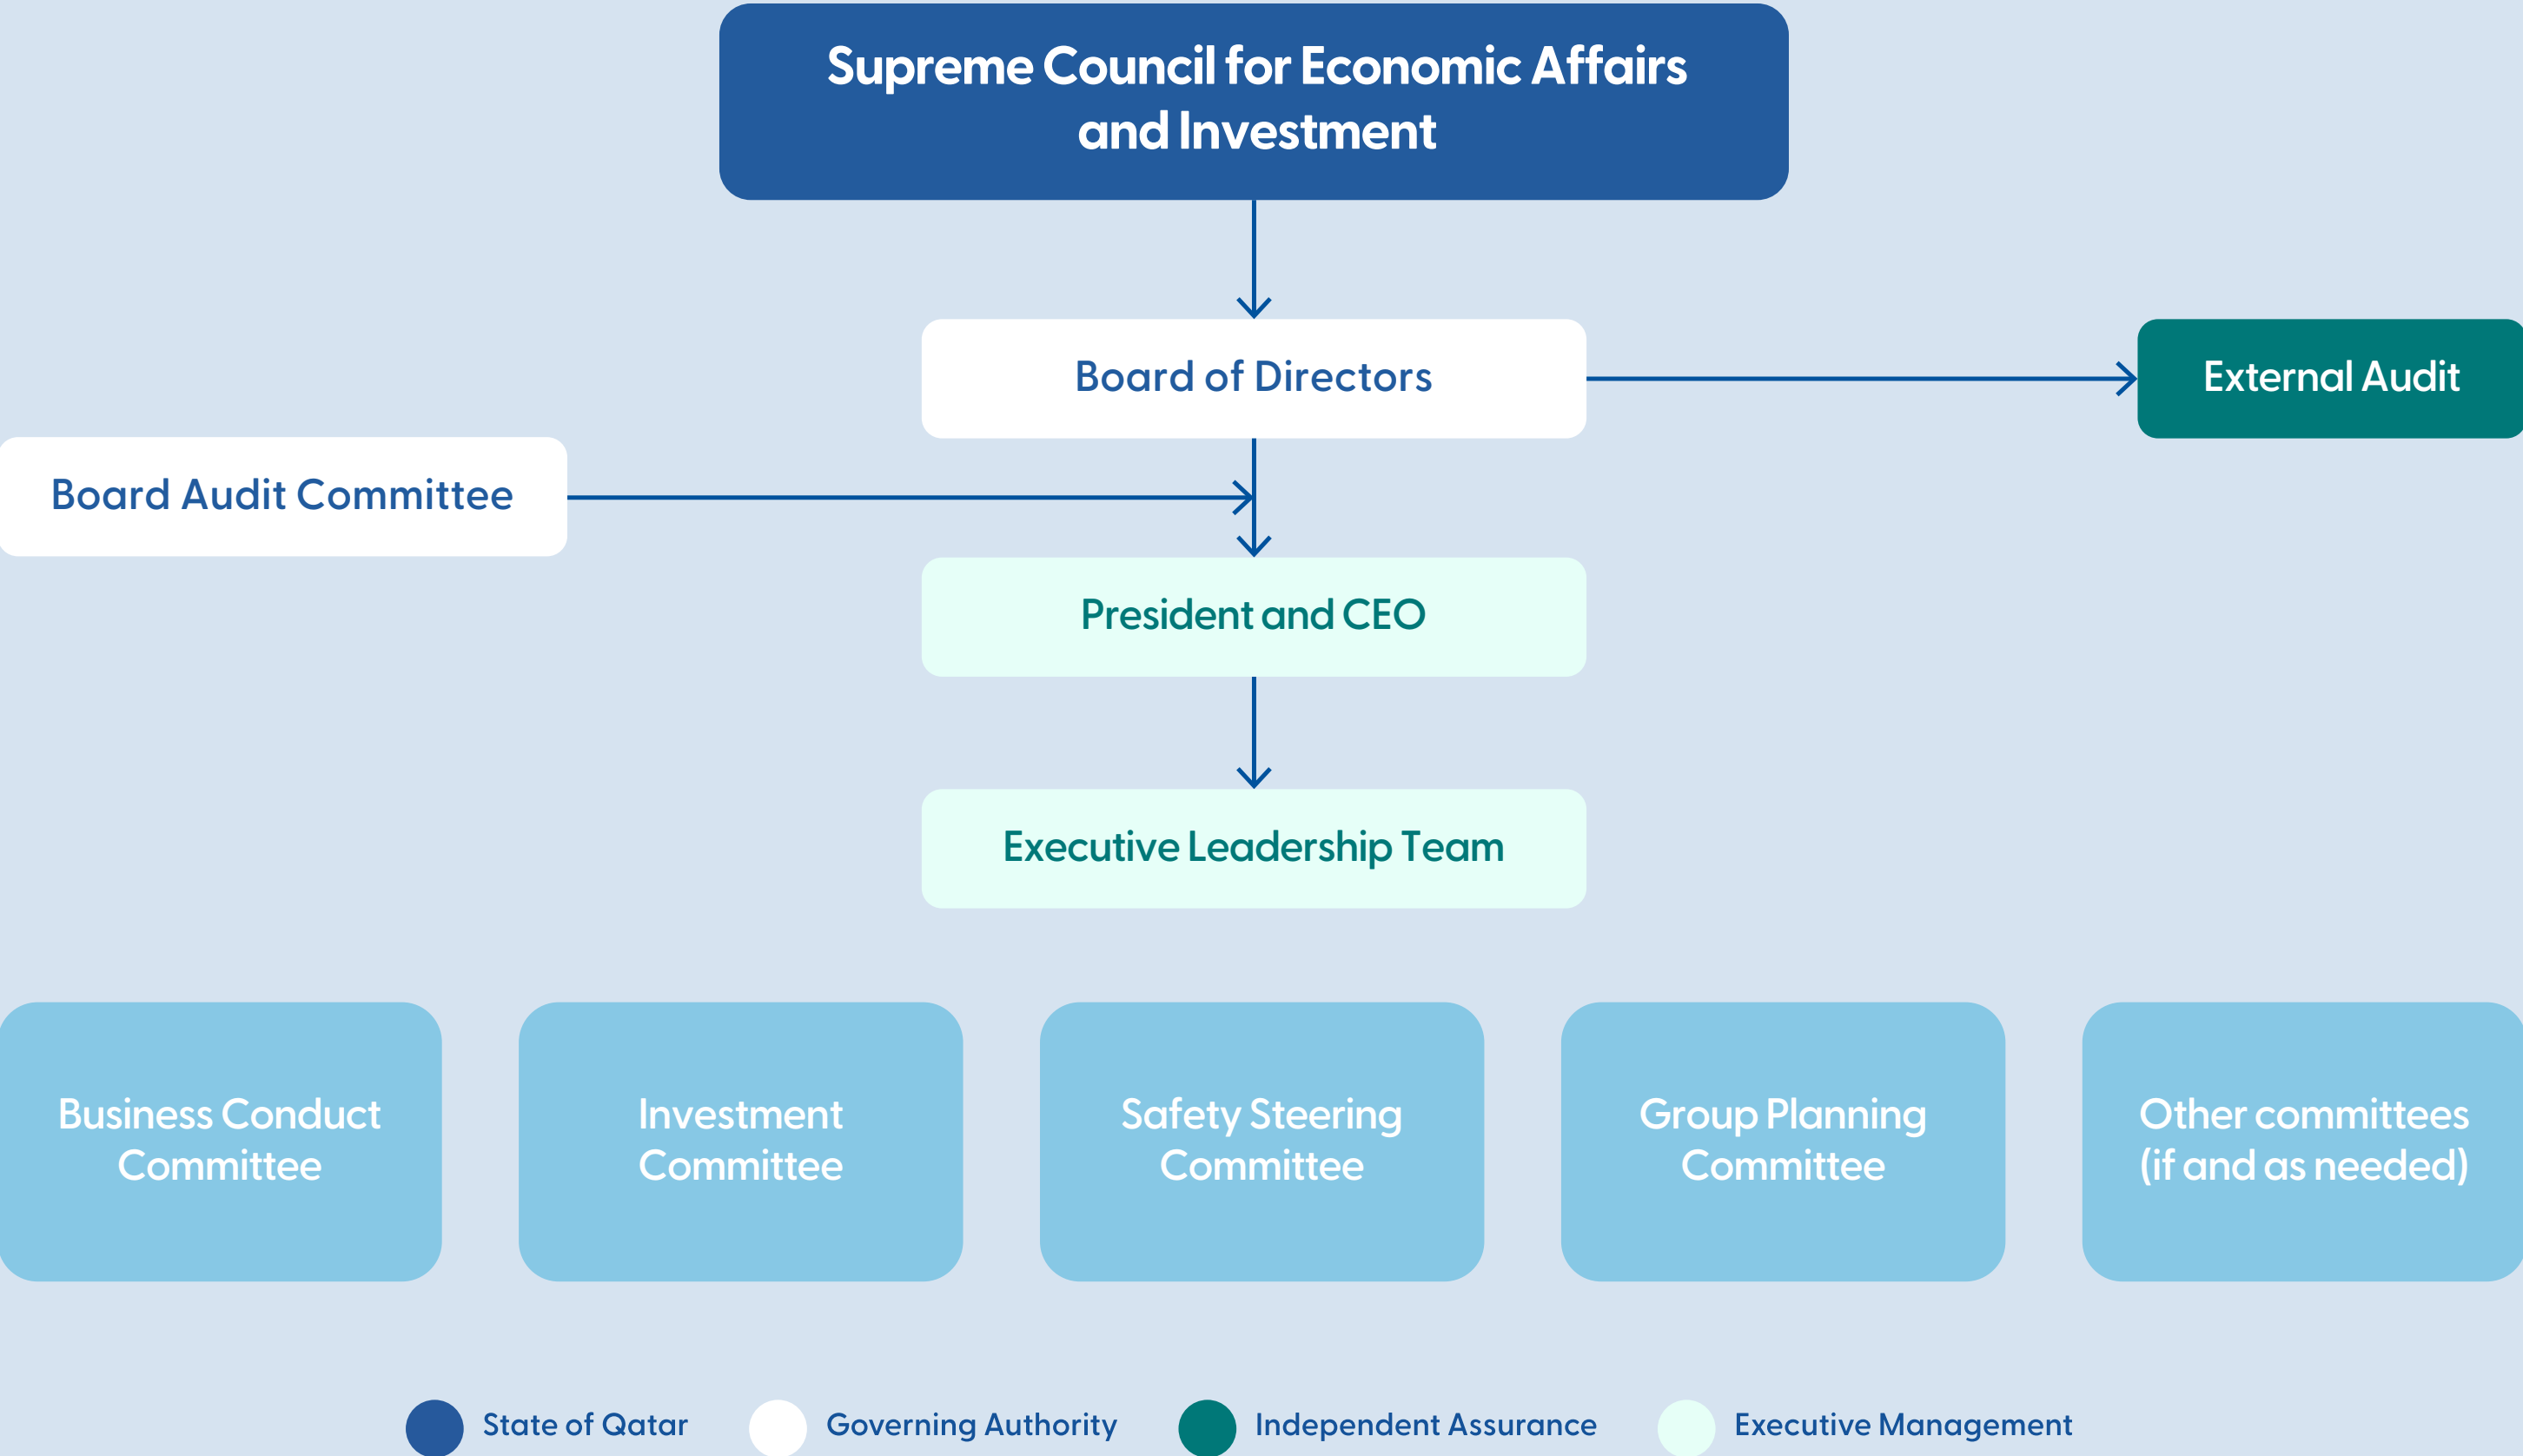 Supreme Council for Economic Affairs
and Investment
Board of Directors
External Audit
Board Audit Committee
President and CEO
Executive Leadership Team
Business Conduct
Committee
Investment
Committee
Safety Steering
Committee
Group Planning
Committee
Other committees
(if and as needed)
State of Qatar
Governing Authority
Independent Assurance
Executive Management